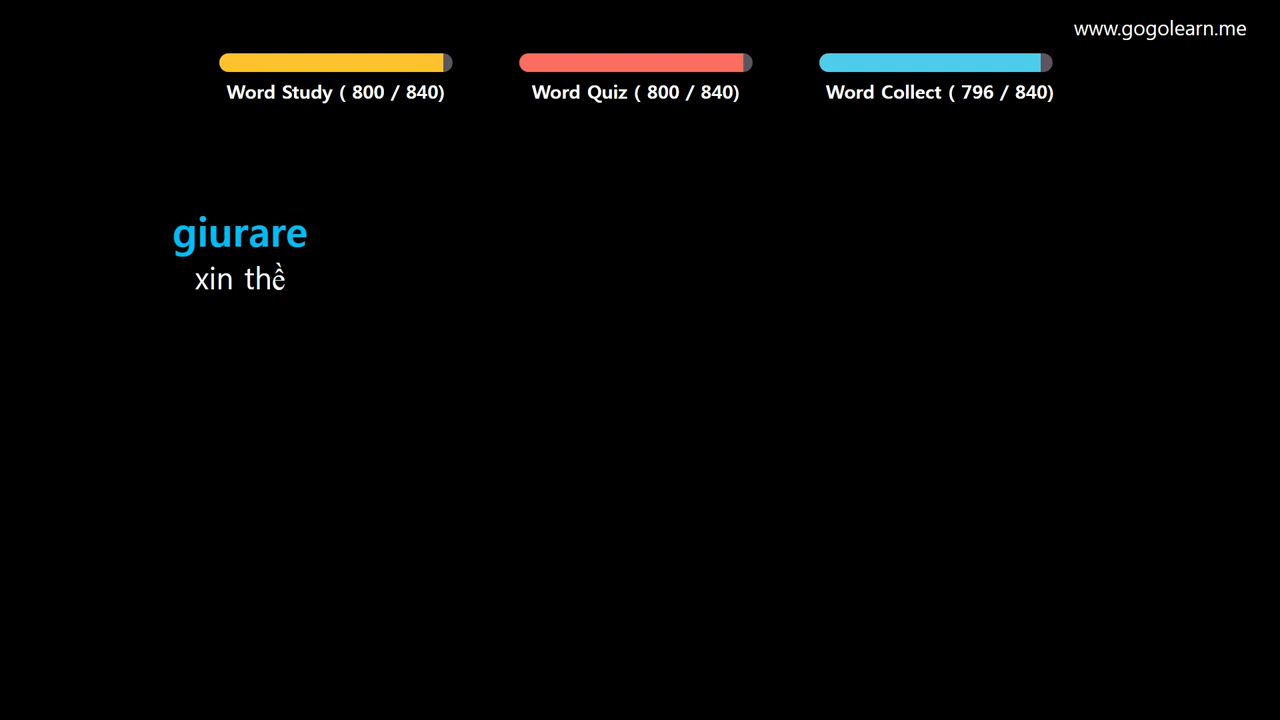 www.gogolearn.me
Word Study ( 800 / 840)
Word Quiz ( 800 / 840)
Word Collect ( 796 / 840)
giurare
xin thề